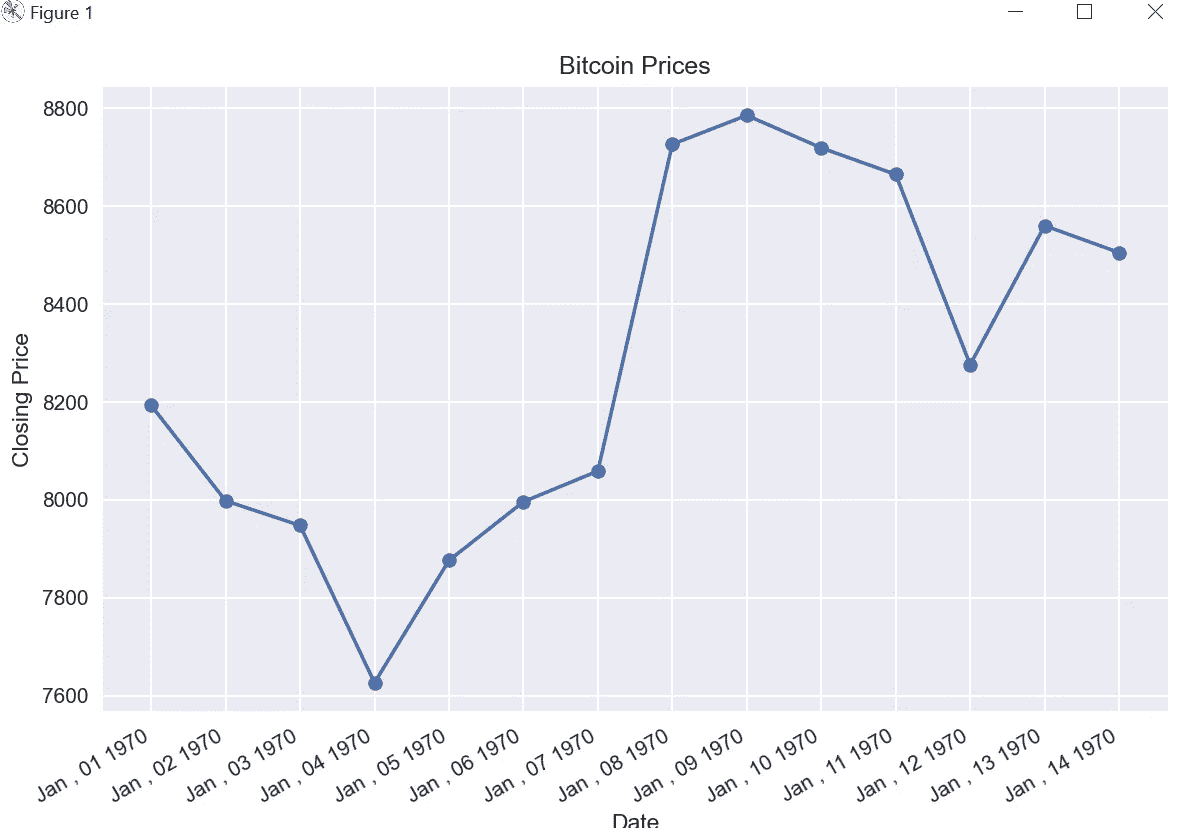 Figure 1
Bitcoin Prices
8800
8600
8400
8200
8000
7800
7600
Closing Price
Jan , 01 1970
Jan , 02 1970
Jan , 03 1970
Jan , 04 1970
Jan , 05 1970
Jan , 06 1970
Jan , 07 1970
Jan , 08 1970
Jan , 09 1970
Jan , 10 1970
Jan , 11 1970
Jan , 12 1970
Jan , 13 1970
Jan , 14 1970
Date